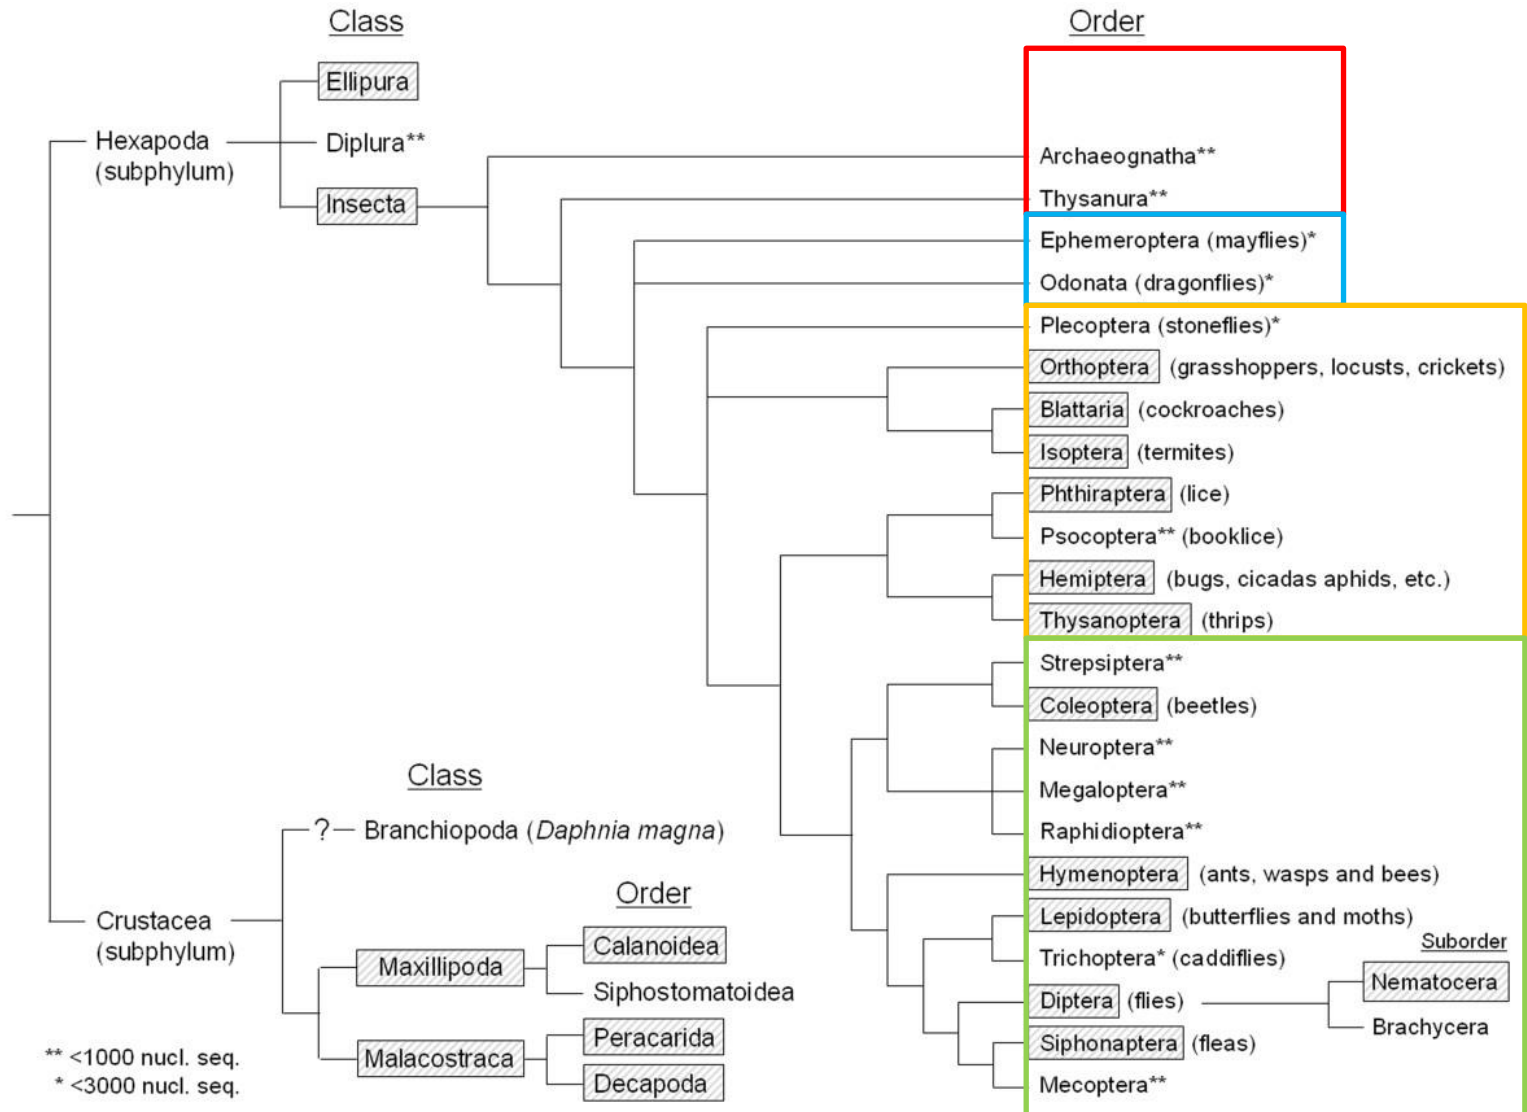 Class
Order
Ellipura
Hexapoda
(subphylum)
Diplura**
Insecta
Archaeognatha**
Thysanura**
Ephemeroptera (mayflies)*
Odonata (dragonflies)*
Plecoptera (stoneflies)*
Orthoptera (grasshoppers, locusts, crickets)
Blattaria (cockroaches)
Isoptera (termites)
Phthiraptera (lice)
Psocoptera** (booklice)
Hemiptera (bugs, cicadas aphids, etc.)
Thysanoptera (thrips)
Strepsiptera**
Coleoptera (beetles)
Neuroptera**
Megaloptera**
Raphidioptera**
Hymenoptera (ants, wasps and bees)
Lepidoptera (butterflies and moths)
Trichoptera* (caddiflies)
Diptera (flies)
Suborder
Nematocera
Brachycera
Siphonaptera (fleas)
Mecoptera**
Class
? Branchiopoda (Daphnia magna)
Order
Crustacea
(subphylum)
Maxillipoda
Calanoidea
Siphostomatoidea
Malacostraca
Peracarida
Decapoda
** <1000 nucl. seq.
* <3000 nucl. seq.